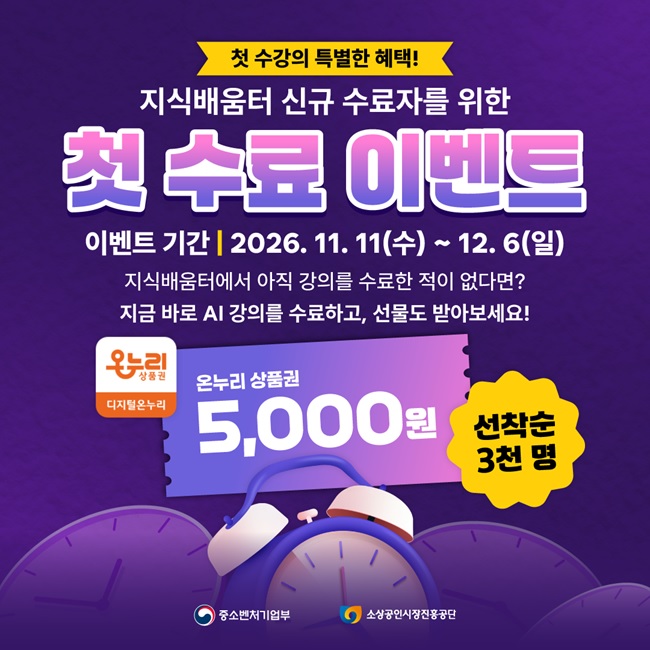 첫 수강의 특별한 혜택!
지식배움터 신규 수료자를 위한
첫 수료 이벤트
이벤트 기간 | 2026. 11. 11(수) ~ 12. 6(일)
지식배움터에서 아직 강의를 수료한 적이 없다면?
지금 바로 AI 강의를 수료하고, 선물도 받아보세요!
온누리
상품권
디지털온누리
온누리 상품권
5,000원
선착순
3천 명
중소벤처기업부
소상공인시장진흥공단